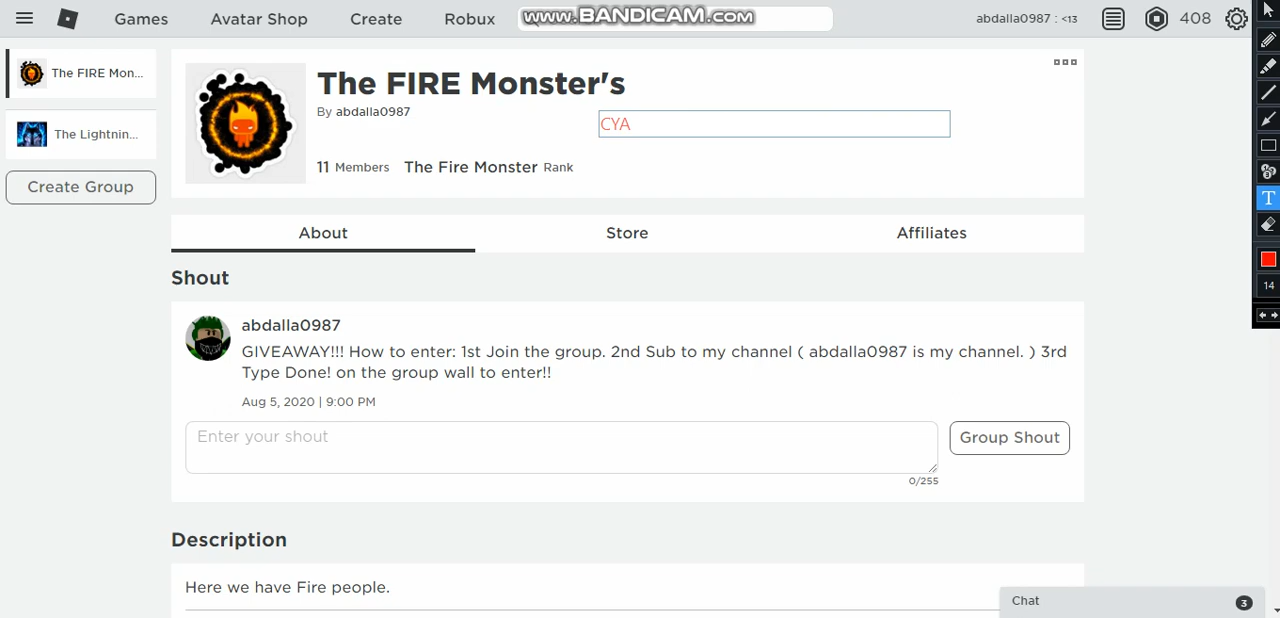 Games
Avatar Shop
Create
Robux
WWW.BANDICAM.COM
abdalla0987 : <13
408
The FIRE Mon...
The Lightnin...
Create Group
The FIRE Monster's
By abdalla0987
CYA
11 Members The Fire Monster Rank
About
Store
Affiliates
Shout
abdalla0987
GIVEAWAY!!! How to enter: 1st Join the group. 2nd Sub to my channel ( abdalla0987 is my channel. ) 3rd
Type Done! on the group wall to enter!!
Aug 5, 2020 | 9:00 PM
Enter your shout
Group Shout
0/255
Description
Here we have Fire people.
Chat
3
T
14